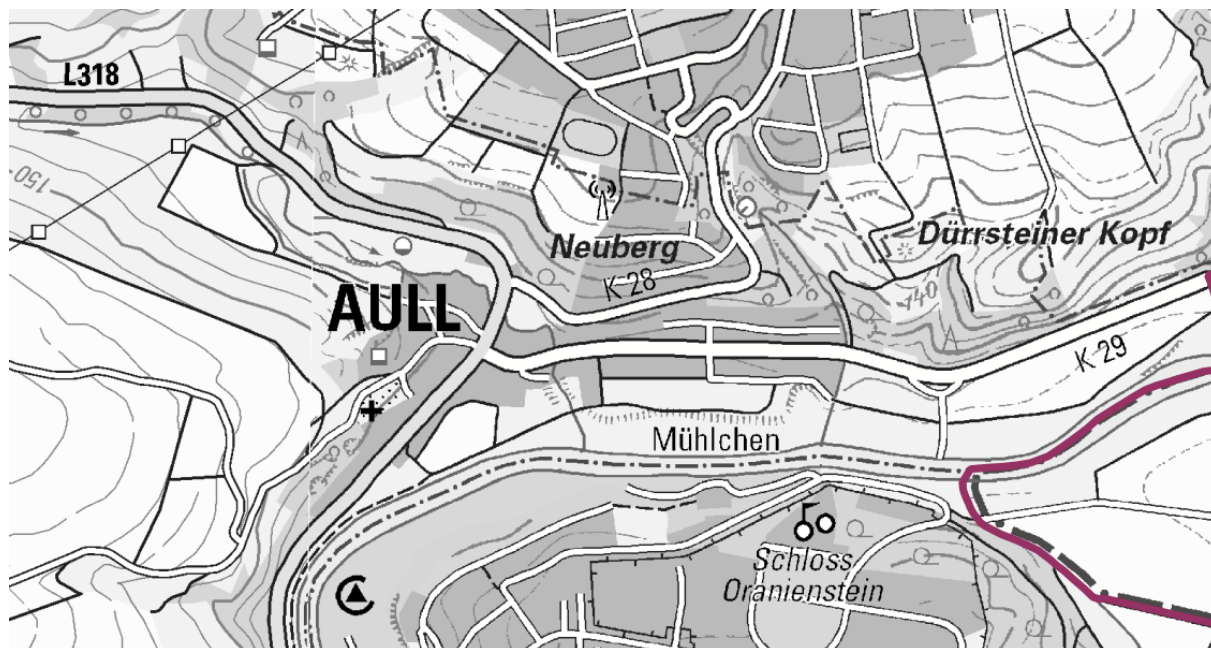 L318
150
Neuberg
Dürrsteiner Kopf
K 28
140
AULL
K 29
Mühlchen
Schloss
Oranienstein